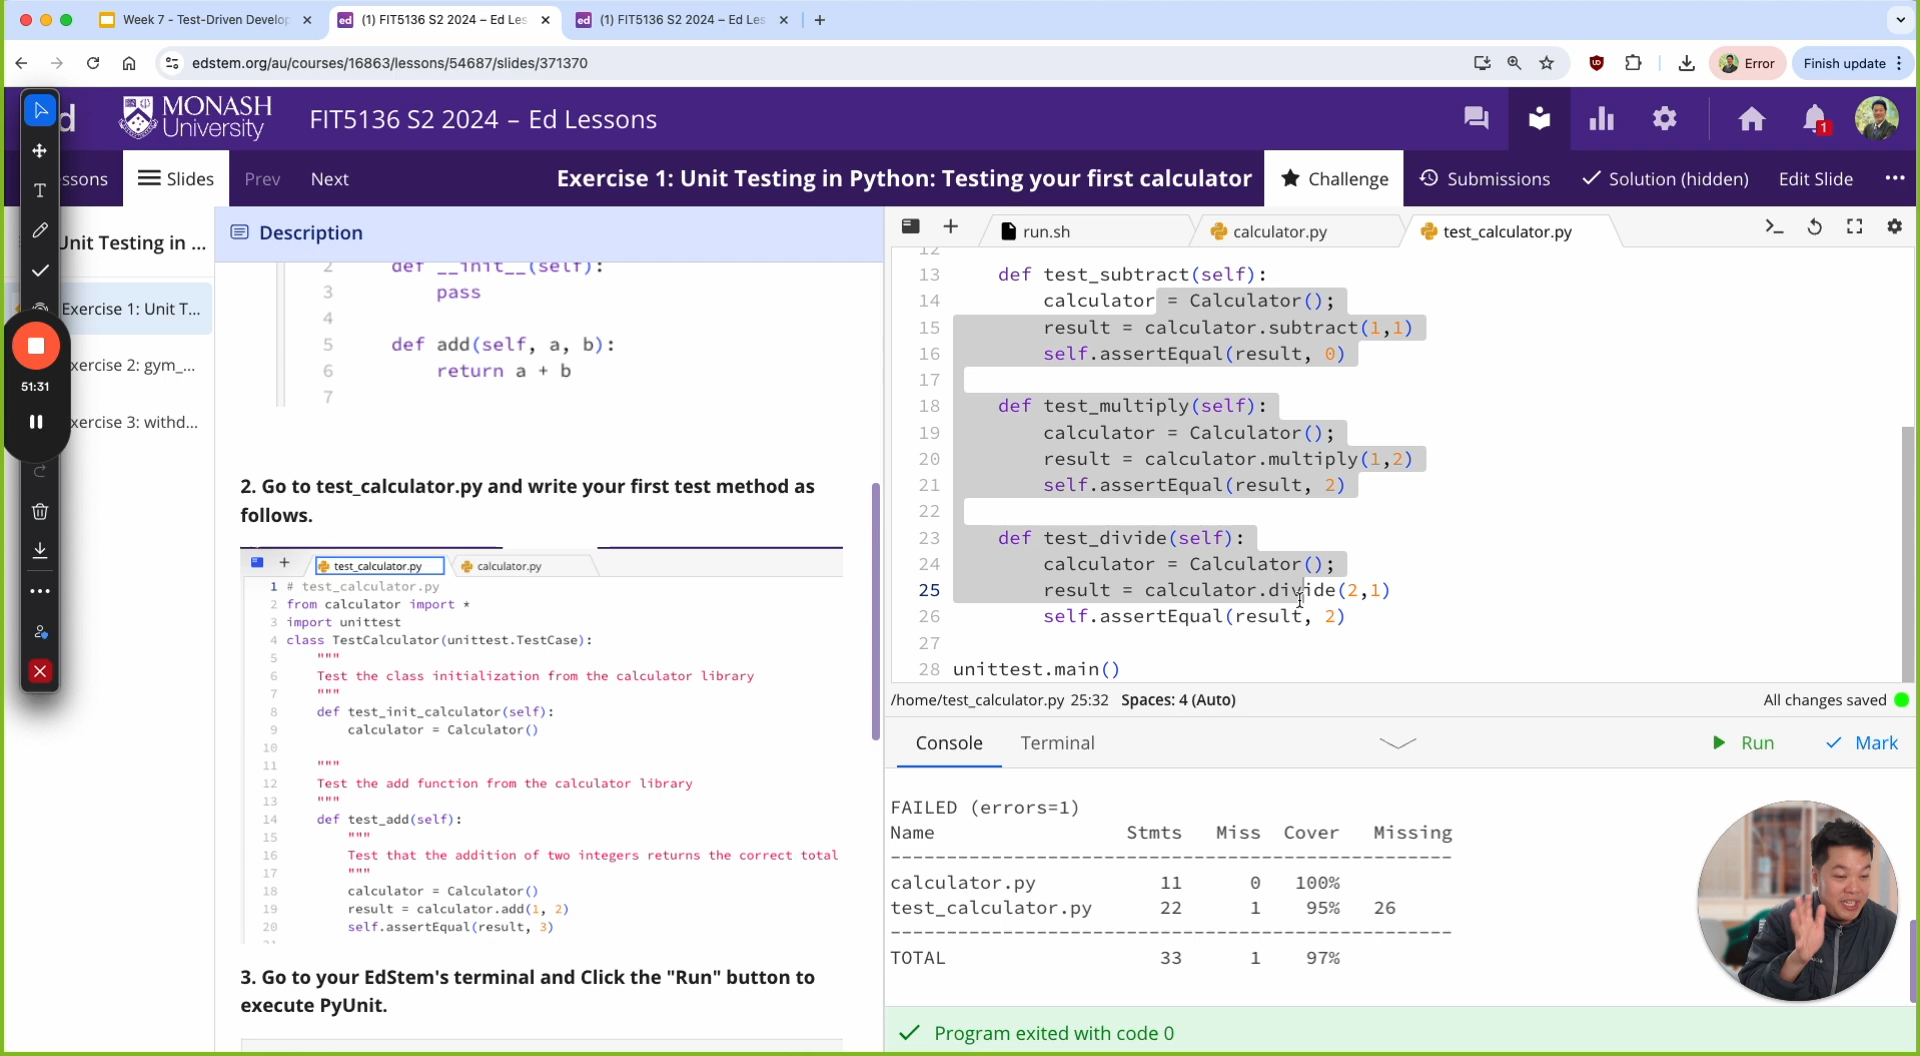 Week 7 - Test-Driven Develop
(1) FIT5136 S2 2024 – Ed Les
(1) FIT5136 S2 2024 – Ed Les
edstem.org/au/courses/16863/lessons/54687/slides/371370
Error
Finish update
d
MONASH
University
FIT5136 S2 2024 – Ed Lessons
1
ssons
Slides
Prev
Next
Exercise 1: Unit Testing in Python: Testing your first calculator
Challenge
Submissions
Solution (hidden)
Edit Slide
Unit Testing in ...
Exercise 1: Unit T...
xercise 2: gym_...
xercise 3: withd...
51:31
Description
2 def __init__(self):
3 pass
4
5 def add(self, a, b):
6 return a + b
7
2. Go to test_calculator.py and write your first test method as
follows.
test_calculator.py
calculator.py
1 # test_calculator.py
2 from calculator import *
3 import unittest
4 class TestCalculator(unittest.TestCase):
5 """
6 Test the class initialization from the calculator library
7 """
8 def test_init_calculator(self):
9 calculator = Calculator()
10
11 """
12 Test the add function from the calculator library
13 """
14 def test_add(self):
15 """
16 Test that the addition of two integers returns the correct total
17 """
18 calculator = Calculator()
19 result = calculator.add(1, 2)
20 self.assertEqual(result, 3)
3. Go to your EdStem's terminal and Click the "Run" button to
execute PyUnit.
run.sh
calculator.py
test_calculator.py
12
13 def test_subtract(self):
14 calculator = Calculator();
15 result = calculator.subtract(1,1)
16 self.assertEqual(result, 0)
17
18 def test_multiply(self):
19 calculator = Calculator();
20 result = calculator.multiply(1,2)
21 self.assertEqual(result, 2)
22
23 def test_divide(self):
24 calculator = Calculator();
25 result = calculator.divide(2,1)
26 self.assertEqual(result, 2)
27
28 unittest.main()
/home/test_calculator.py 25:32 Spaces: 4 (Auto)
All changes saved
Console
Terminal
Run
Mark
FAILED (errors=1)
Name Stmts Miss Cover Missing
---------------------------------------------------
calculator.py 11 0 100%
test_calculator.py 22 1 95% 26
---------------------------------------------------
TOTAL 33 1 97%
Program exited with code 0